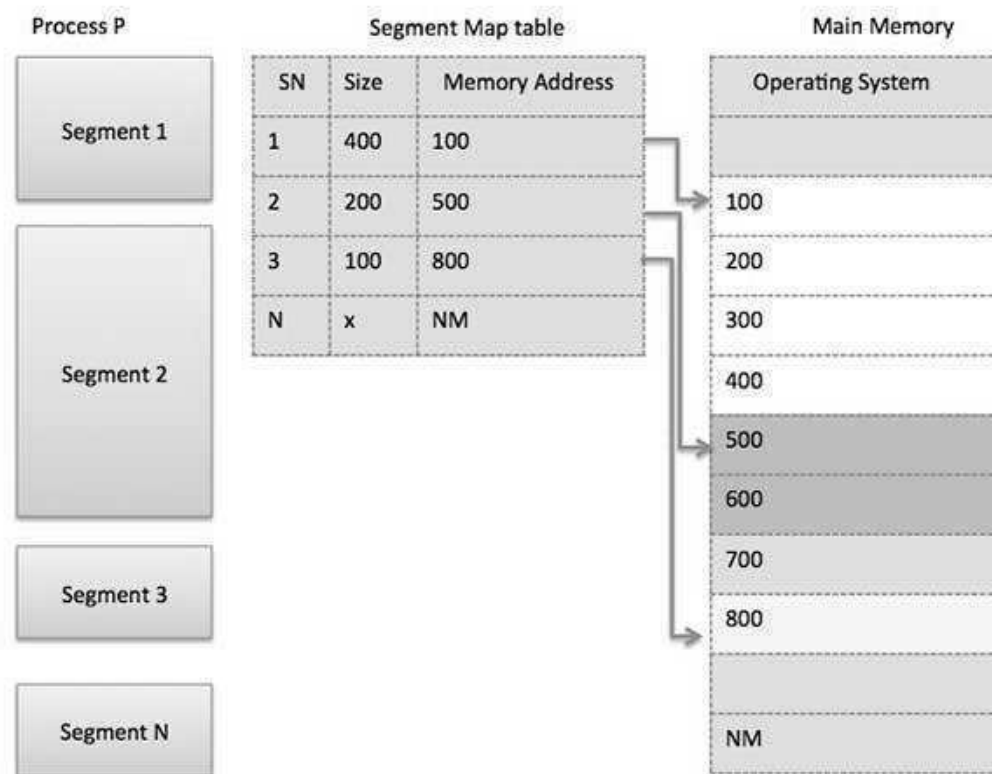 Process P
Segment 1
Segment 2
Segment 3
Segment N
Segment Map table
SN Size Memory Address
1 400 100
2 200 500
3 100 800
N x NM
Main Memory
Operating System
100
200
300
400
500
600
700
800
NM